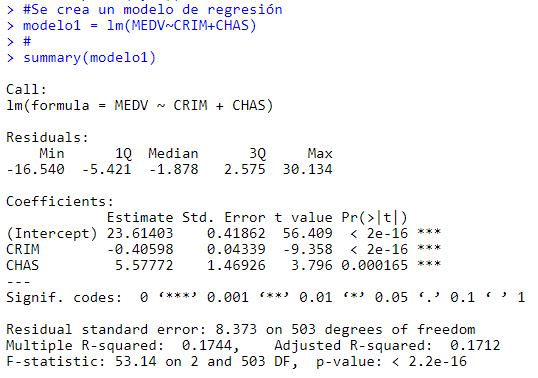 > #Se crea un modelo de regresión
> modelo1 = lm(MEDV~CRIM+CHAS)
> #
> summary(modelo1)
Call:
lm(formula = MEDV ~ CRIM + CHAS)
Residuals:
    Min      1Q  Median      3Q     Max
-16.540  -5.421  -1.878   2.575  30.134
Coefficients:
            Estimate Std. Error t value Pr(>|t|)
(Intercept) 23.61403    0.41862  56.409  < 2e-16 ***
CRIM        -0.40598    0.04339  -9.358  < 2e-16 ***
CHAS         5.57772    1.46926   3.796 0.000165 ***
---
Signif. codes:  0 ‘***’ 0.001 ‘**’ 0.01 ‘*’ 0.05 ‘.’ 0.1 ‘ ’ 1
Residual standard error: 8.373 on 503 degrees of freedom
Multiple R-squared:  0.1744,    Adjusted R-squared:  0.1712
F-statistic: 53.14 on 2 and 503 DF,  p-value: < 2.2e-16